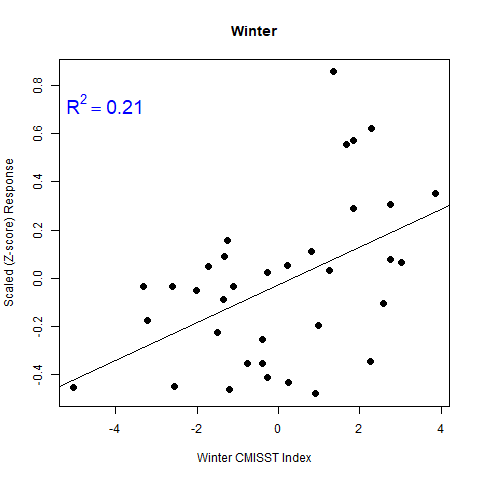 Winter
R² = 0.21
Scaled (Z-score) Response
0.8
0.6
0.4
0.2
0.0
-0.2
-0.4
-4 -2 0 2 4
Winter CMISST Index